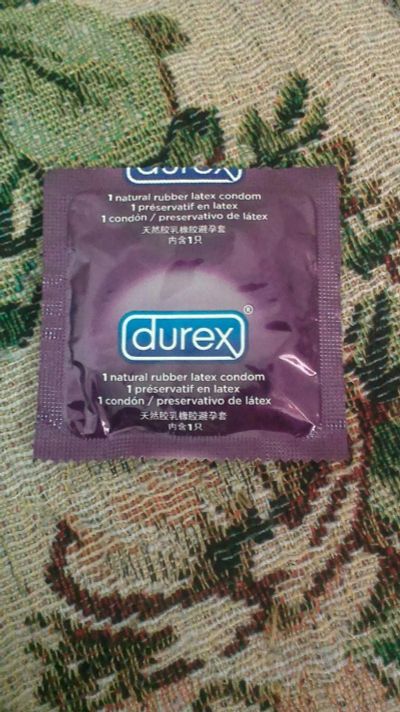 durex
1 natural rubber latex condom
1 préservatif en latex
1 condón / preservativo de látex
天然胶乳橡胶避孕套
内含1只
durex®
1 natural rubber latex condom
1 préservatif en latex
1 condón / preservativo de látex
天然胶乳橡胶避孕套
内含1只